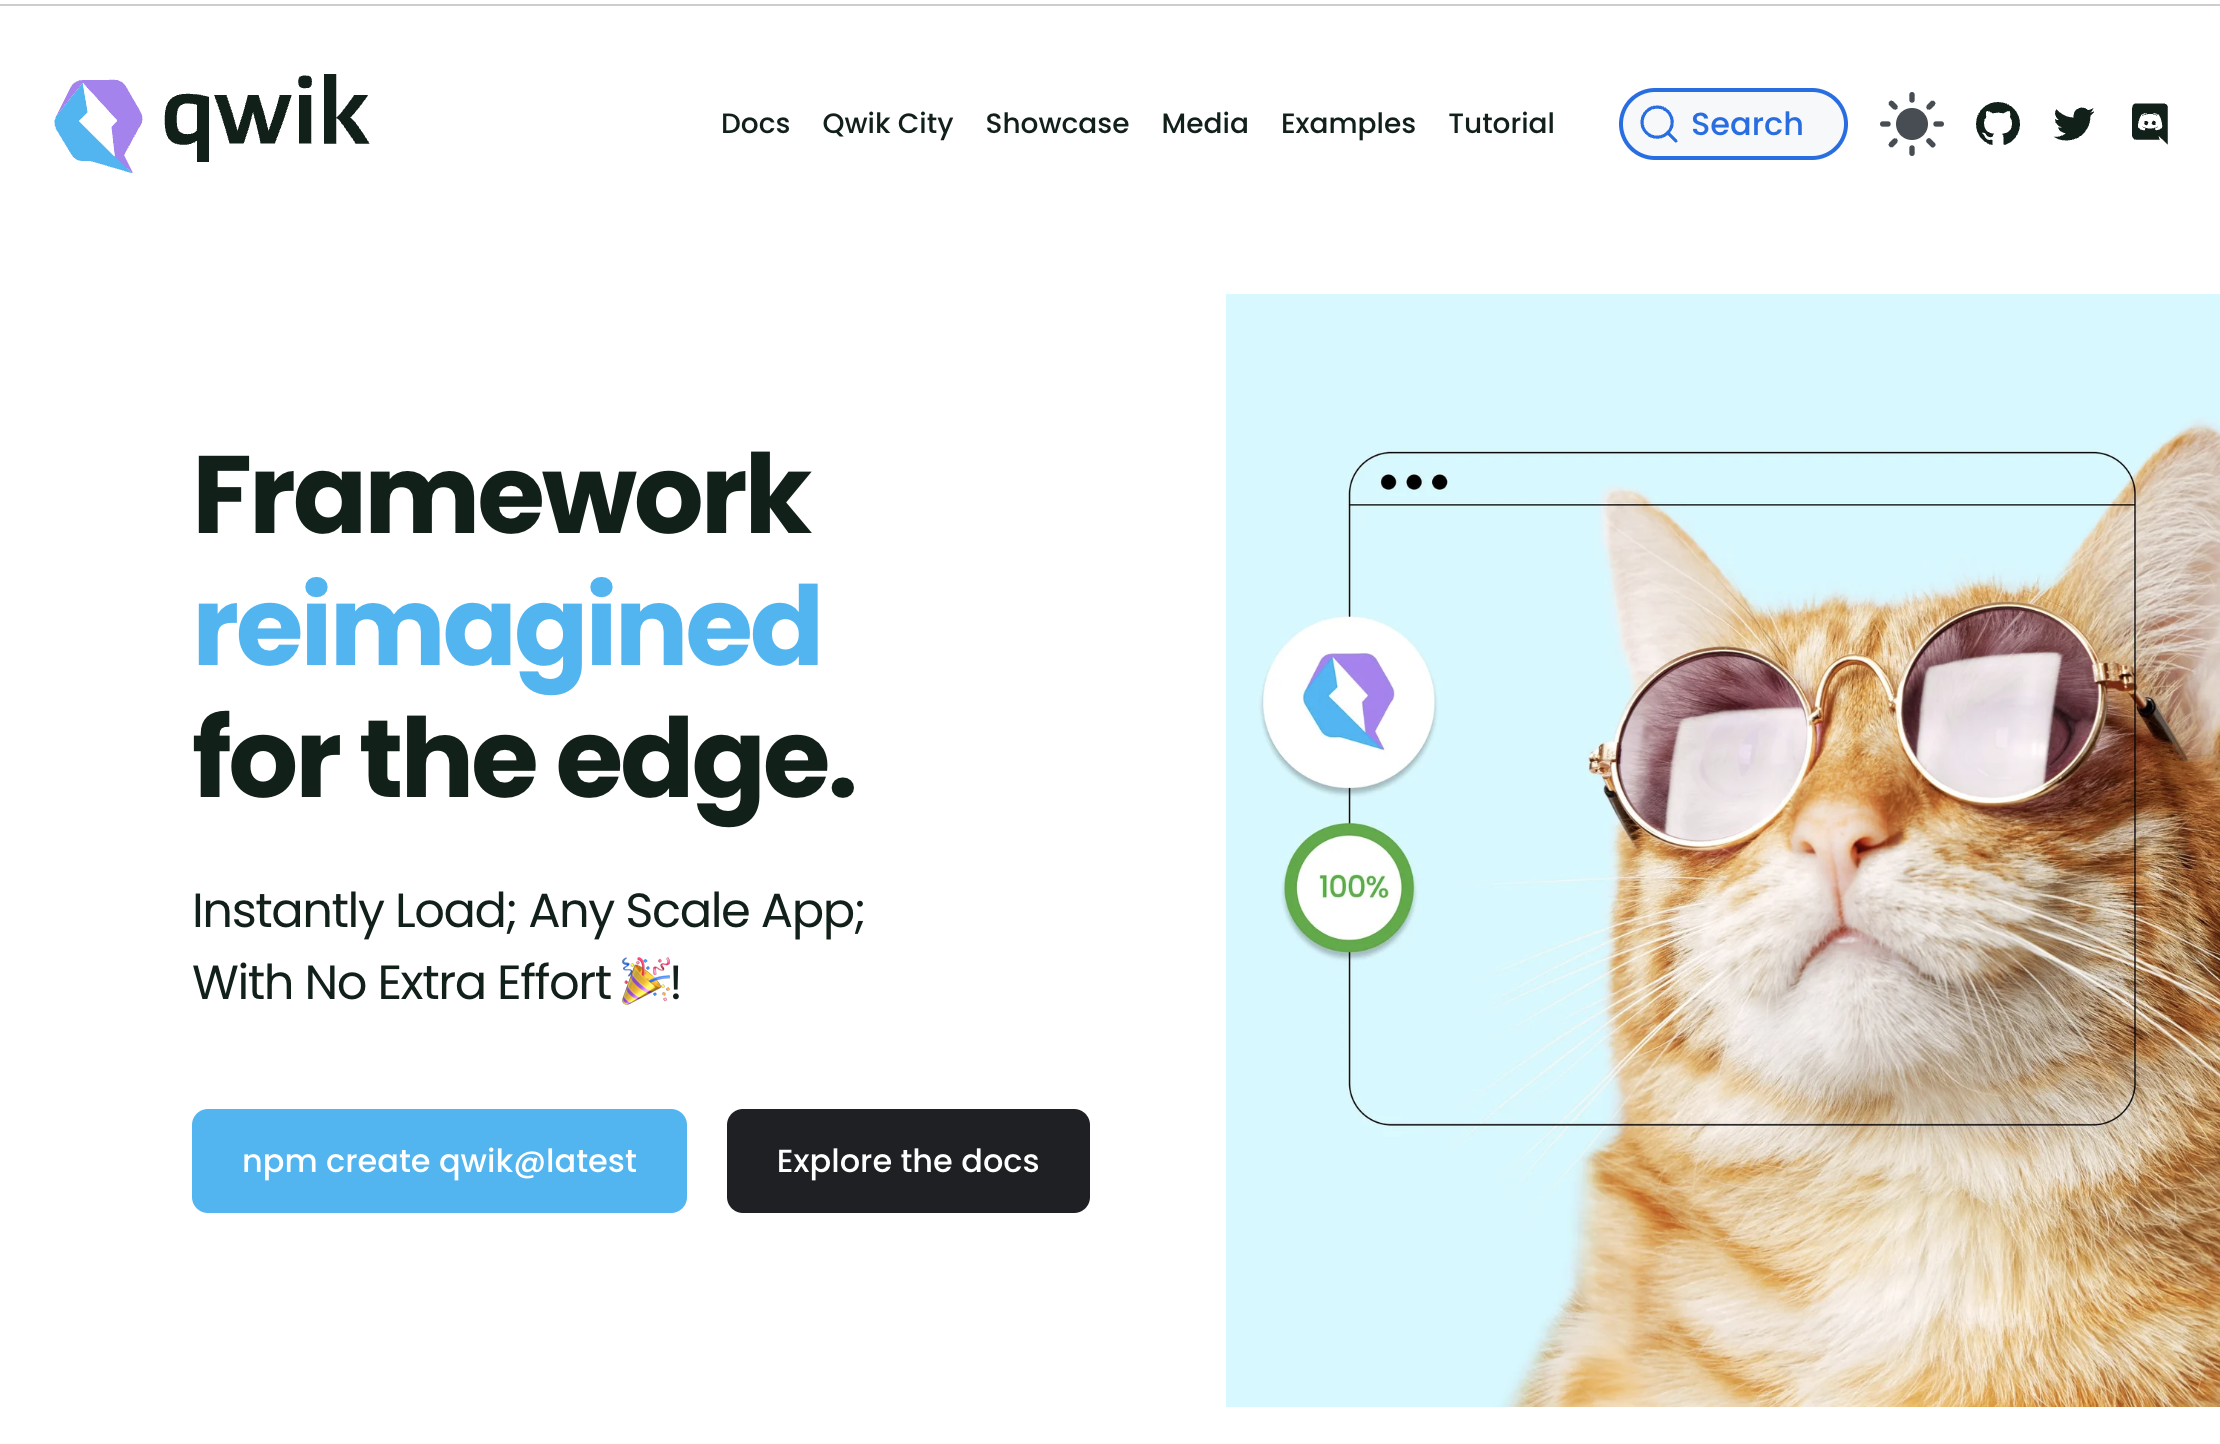 qwik
Docs Qwik City Showcase Media Examples Tutorial Search
Framework
reimagined
for the edge.
Instantly Load; Any Scale App;
With No Extra Effort 🎉!
npm create qwik@latest
Explore the docs
100%